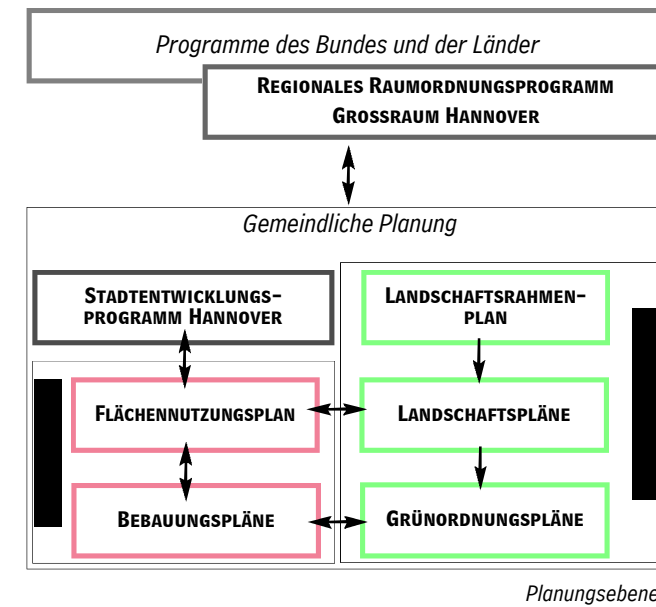 Programme des Bundes und der Länder
REGIONALES RAUMORDNUNGSPROGRAMM
GROSSRAUM HANNOVER
Gemeindliche Planung
STADTENTWICKLUNGS-
PROGRAMM HANNOVER
LANDSCHAFTSRAHMEN-
PLAN
FLÄCHENNUTZUNGSPLAN
LANDSCHAFTSPLÄNE
BEBAUUNGSPLÄNE
GRÜNORDNUNGSPLÄNE
Planungsebene